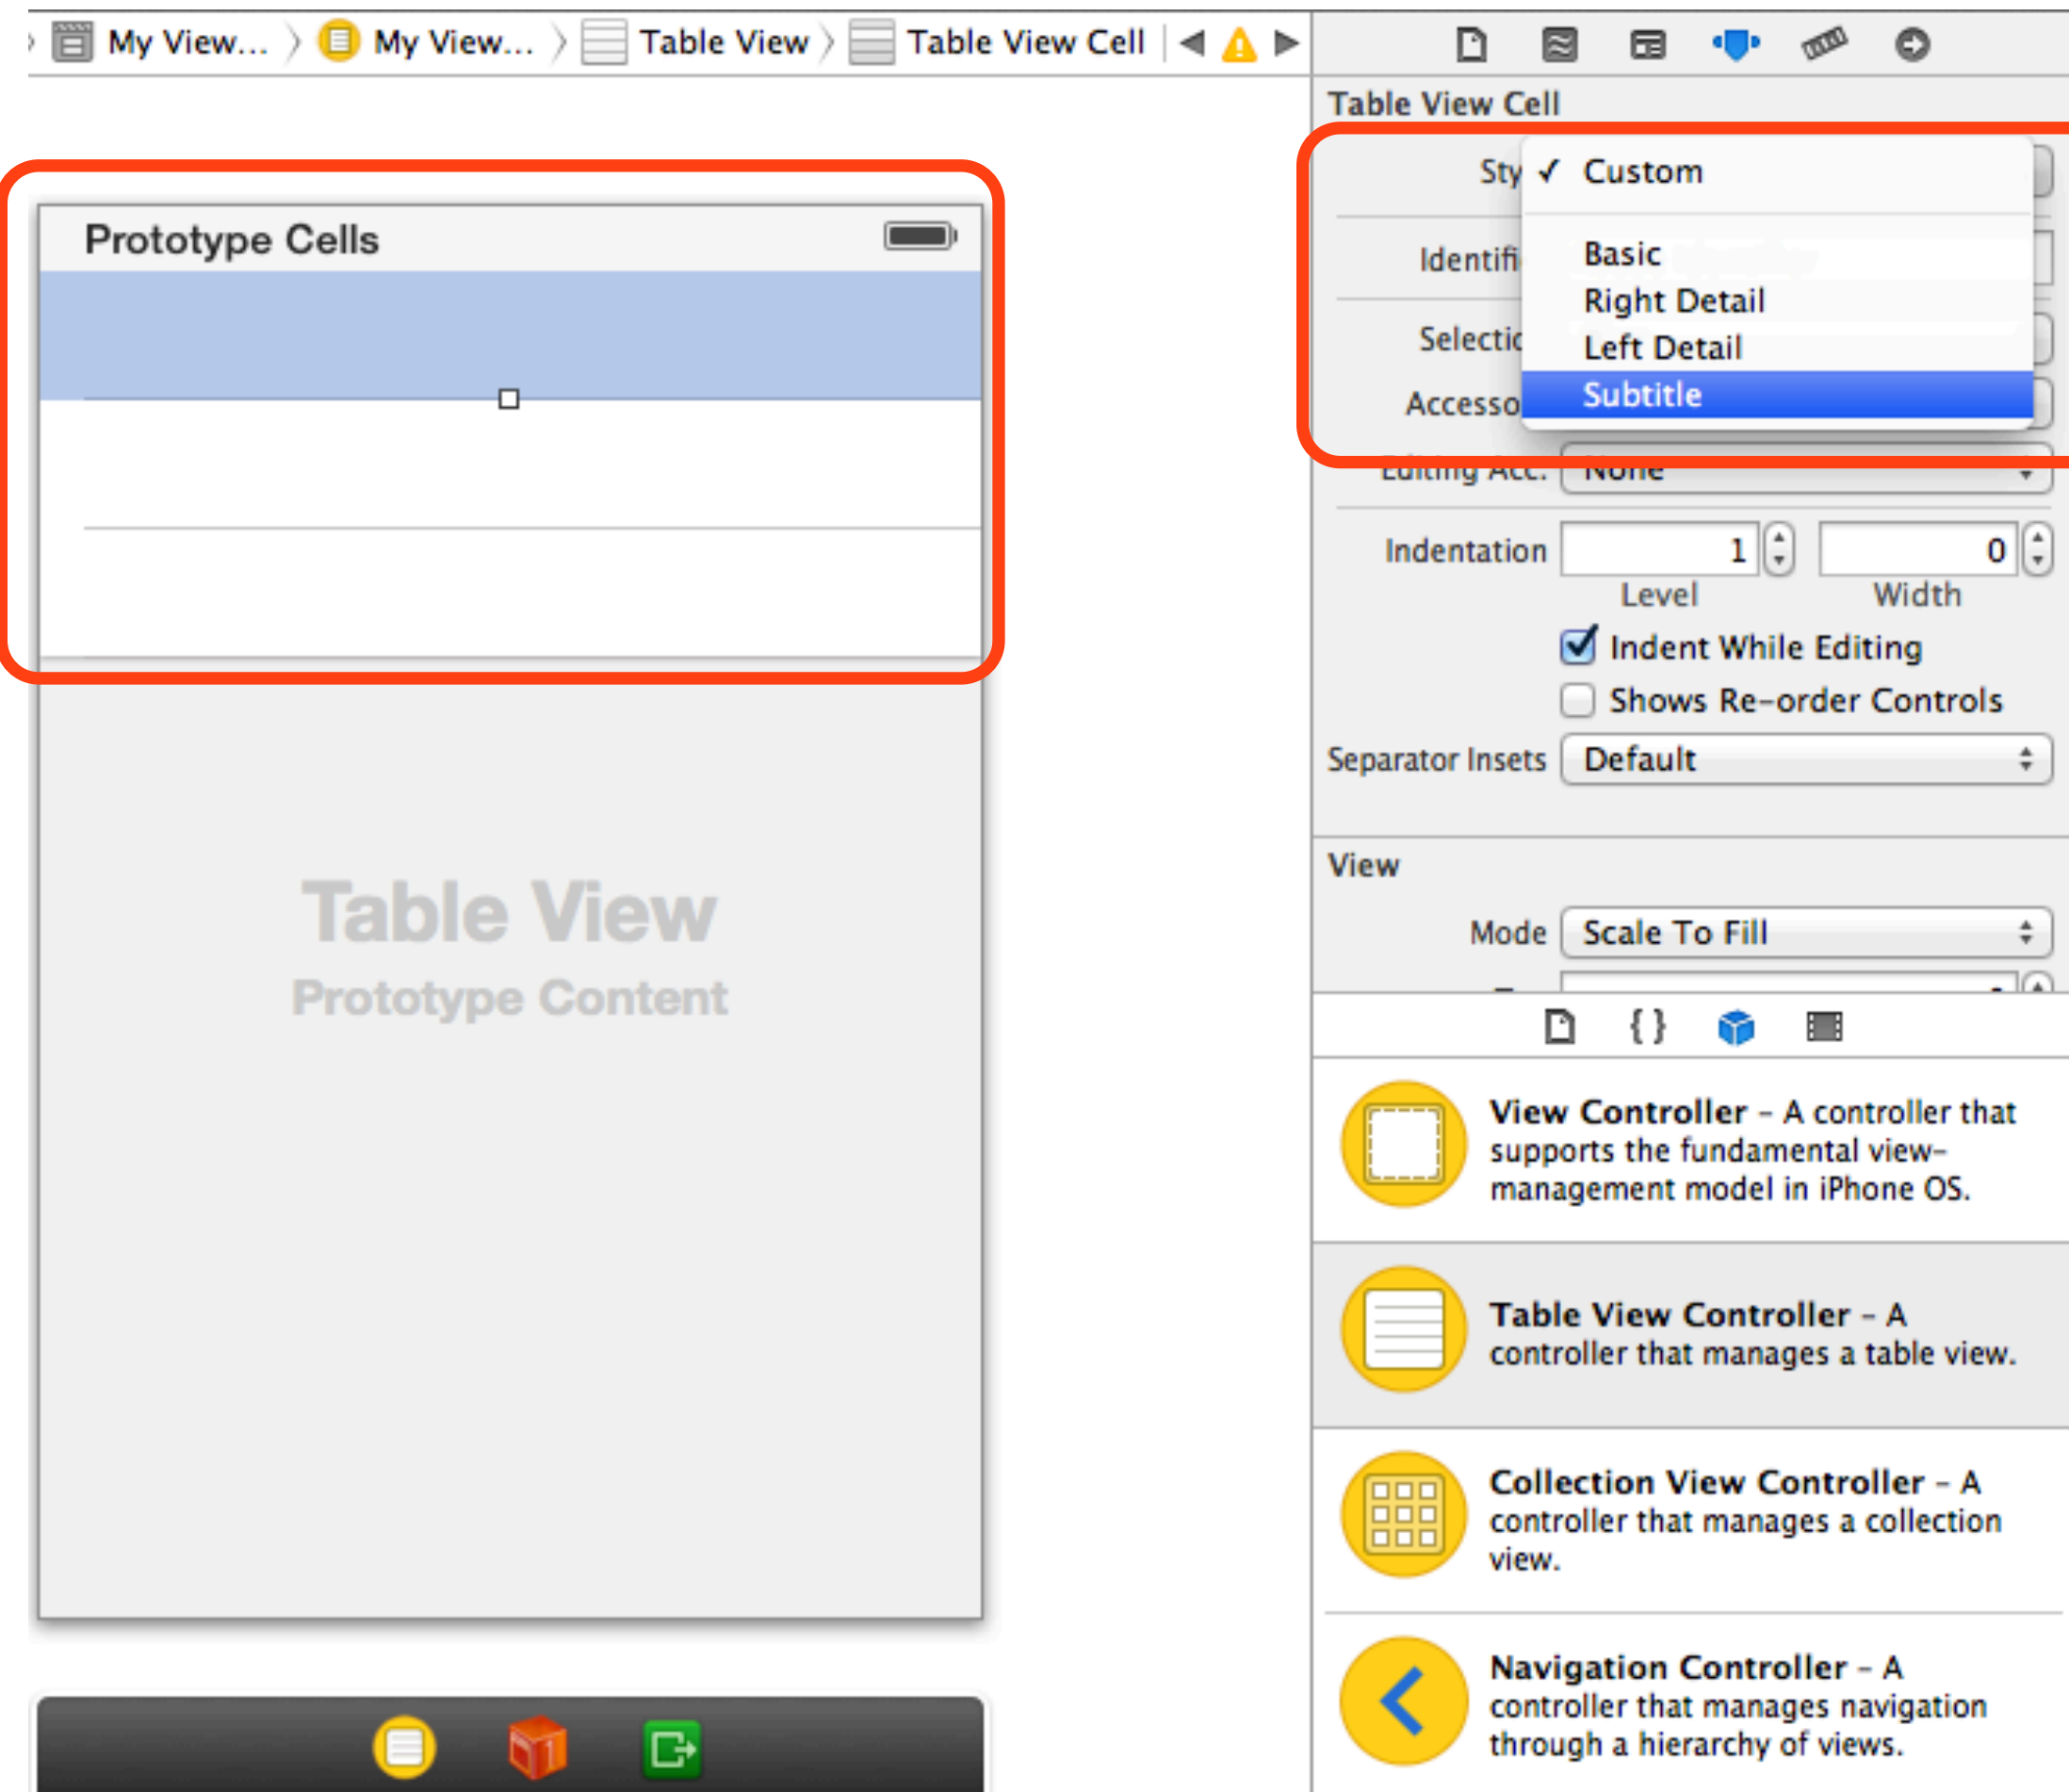 My View... My View... Table View Table View Cell
Prototype Cells
Table View
Prototype Content
Table View Cell
Sty ✓ Custom
Identifi
Basic
Right Detail
Selectio
Left Detail
Accesso
Subtitle
Editing Acc. None
Indentation 1 0
Level Width
Indent While Editing
Shows Re-order Controls
Separator Insets Default
View
Mode Scale To Fill
{ }
View Controller – A controller that
supports the fundamental view-
management model in iPhone OS.
Table View Controller – A
controller that manages a table view.
Collection View Controller – A
controller that manages a collection
view.
Navigation Controller – A
controller that manages navigation
through a hierarchy of views.
1